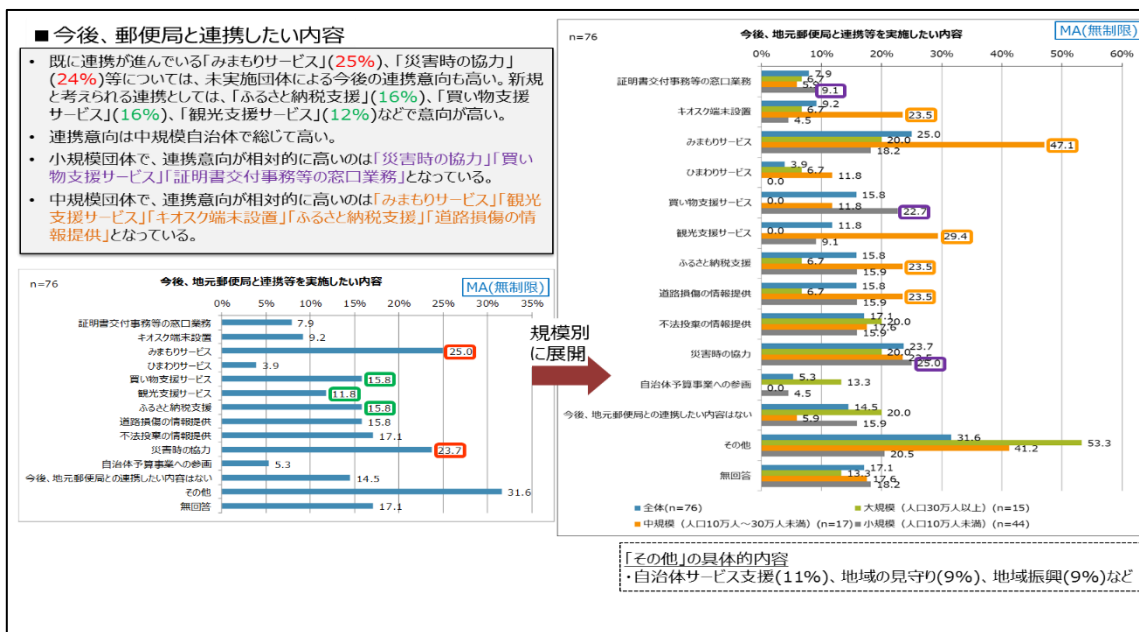 ■今後、郵便局と連携したい内容
• 既に連携が進んでいる「みまもりサービス」(25%)、「災害時の協力」
(24%)等については、未実施団体による今後の連携意向も高い。新規
と考えられる連携としては、「ふるさと納税支援」(16%)、「買い物支援
サービス」(16%)、「観光支援サービス」(12%)などで意向が高い。
• 連携意向は中規模自治体で総じて高い。
• 小規模団体で、連携意向が相対的に高いのは「災害時の協力」「買い
物支援サービス」「証明書交付事務等の窓口業務」となっている。
• 中規模団体で、連携意向が相対的に高いのは「みまもりサービス」「観光
支援サービス」「キオスク端末設置」「ふるさと納税支援」「道路損傷の情
報提供」となっている。
n=76
今後、地元郵便局と連携等を実施したい内容
MA(無制限)
0% 5% 10% 15% 20% 25% 30% 35%
証明書交付事務等の窓口業務 7.9
キオスク端末設置 9.2
みまもりサービス 25.0
ひまわりサービス 3.9
買い物支援サービス 15.8
観光支援サービス 11.8
ふるさと納税支援 15.8
道路損傷の情報提供 15.8
不法投棄の情報提供 17.1
災害時の協力 23.7
自治体予算事業への参画 5.3
今後、地元郵便局との連携したい内容はない 14.5
その他 31.6
無回答 17.1
規模別
に展開
n=76
今後、地元郵便局と連携等を実施したい内容
MA(無制限)
0% 10% 20% 30% 40% 50% 60%
証明書交付事務等の窓口業務 7.9 6.7 5.9 9.1
キオスク端末設置 9.2 6.7 23.5 4.5
みまもりサービス 25.0 20.0 47.1 18.2
ひまわりサービス 3.9 6.7 11.8 0.0
買い物支援サービス 15.8 0.0 11.8 22.7
観光支援サービス 11.8 0.0 29.4 9.1
ふるさと納税支援 15.8 6.7 23.5 15.9
道路損傷の情報提供 15.8 6.7 23.5 15.9
不法投棄の情報提供 17.1 20.0 17.6 15.9
災害時の協力 23.7 20.0 23.5 25.0
自治体予算事業への参画 5.3 13.3 0.0 4.5
今後、地元郵便局との連携したい内容はない 14.5 20.0 5.9 15.9
その他 31.6 53.3 41.2 20.5
無回答 17.1 13.3 17.6 18.2
全体(n=76) 大規模（人口30万人以上）(n=15)
中規模（人口10万人～30万人未満）(n=17) 小規模（人口10万人未満）(n=44)
「その他」の具体的内容
・自治体サービス支援(11%)、地域の見守り(9%)、地域振興(9%)など